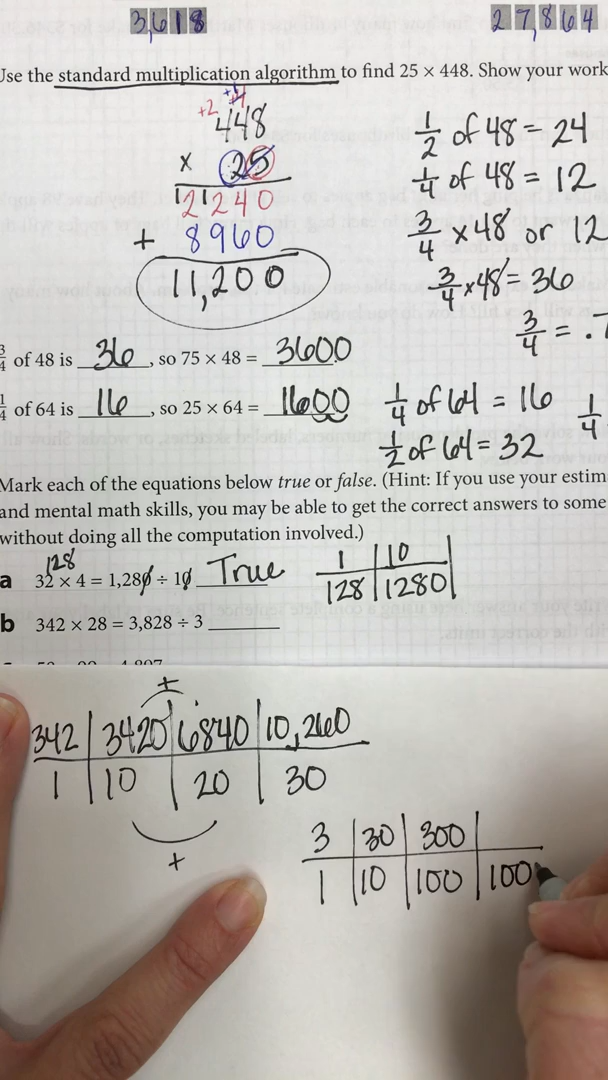 3,618
27,864
Use the standard multiplication algorithm to find 25 × 448. Show your work
+2 +4
448
× 25
2240
+ 8960
11,200
1/2 of 48 = 24
1/4 of 48 = 12
3/4 × 48 or 12
3/4 × 48 = 36
3/4 = .7
3/4 of 48 is 36, so 75 × 48 = 3600
1/4 of 64 is 16, so 25 × 64 = 1600
1/4 of 64 = 16
1/4
1/2 of 64 = 32
Mark each of the equations below true or false. (Hint: If you use your estim
and mental math skills, you may be able to get the correct answers to some
without doing all the computation involved.)
128
a 32 × 4 = 1,280 ÷ 10 True
1 | 10
128 | 1280
b 342 × 28 = 3,828 ÷ 3
+
342 | 3420 | 6840 | 10,260
1 | 10 | 20 | 30
+
3 | 30 | 300
1 | 10 | 100 | 100